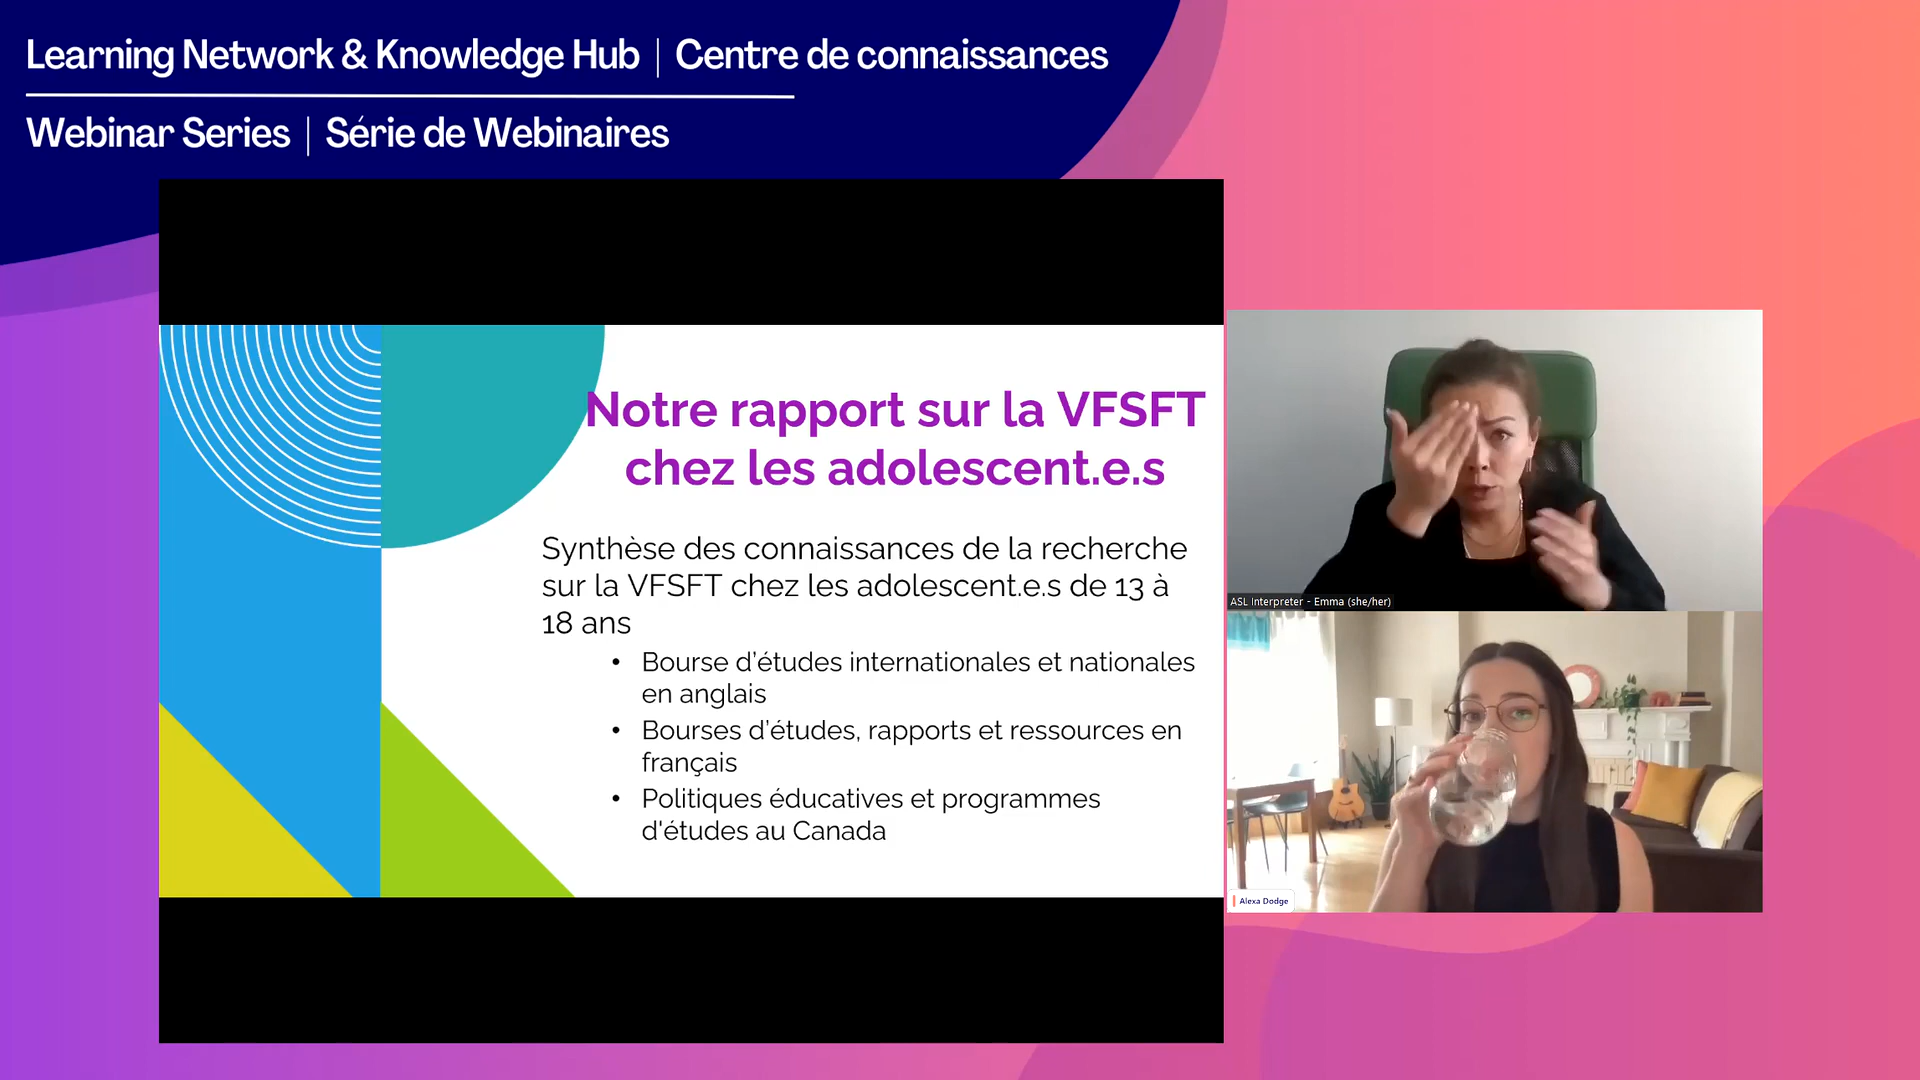 Learning Network & Knowledge Hub | Centre de connaissances
Webinar Series | Série de Webinaires
Notre rapport sur la VFSFT
chez les adolescent.e.s
Synthèse des connaissances de la recherche
sur la VFSFT chez les adolescent.e.s de 13 à
18 ans
• Bourse d’études internationales et nationales
en anglais
• Bourses d’études, rapports et ressources en
français
• Politiques éducatives et programmes
d'études au Canada
ASL Interpreter - Emma (she/her)
Alexa Dodge